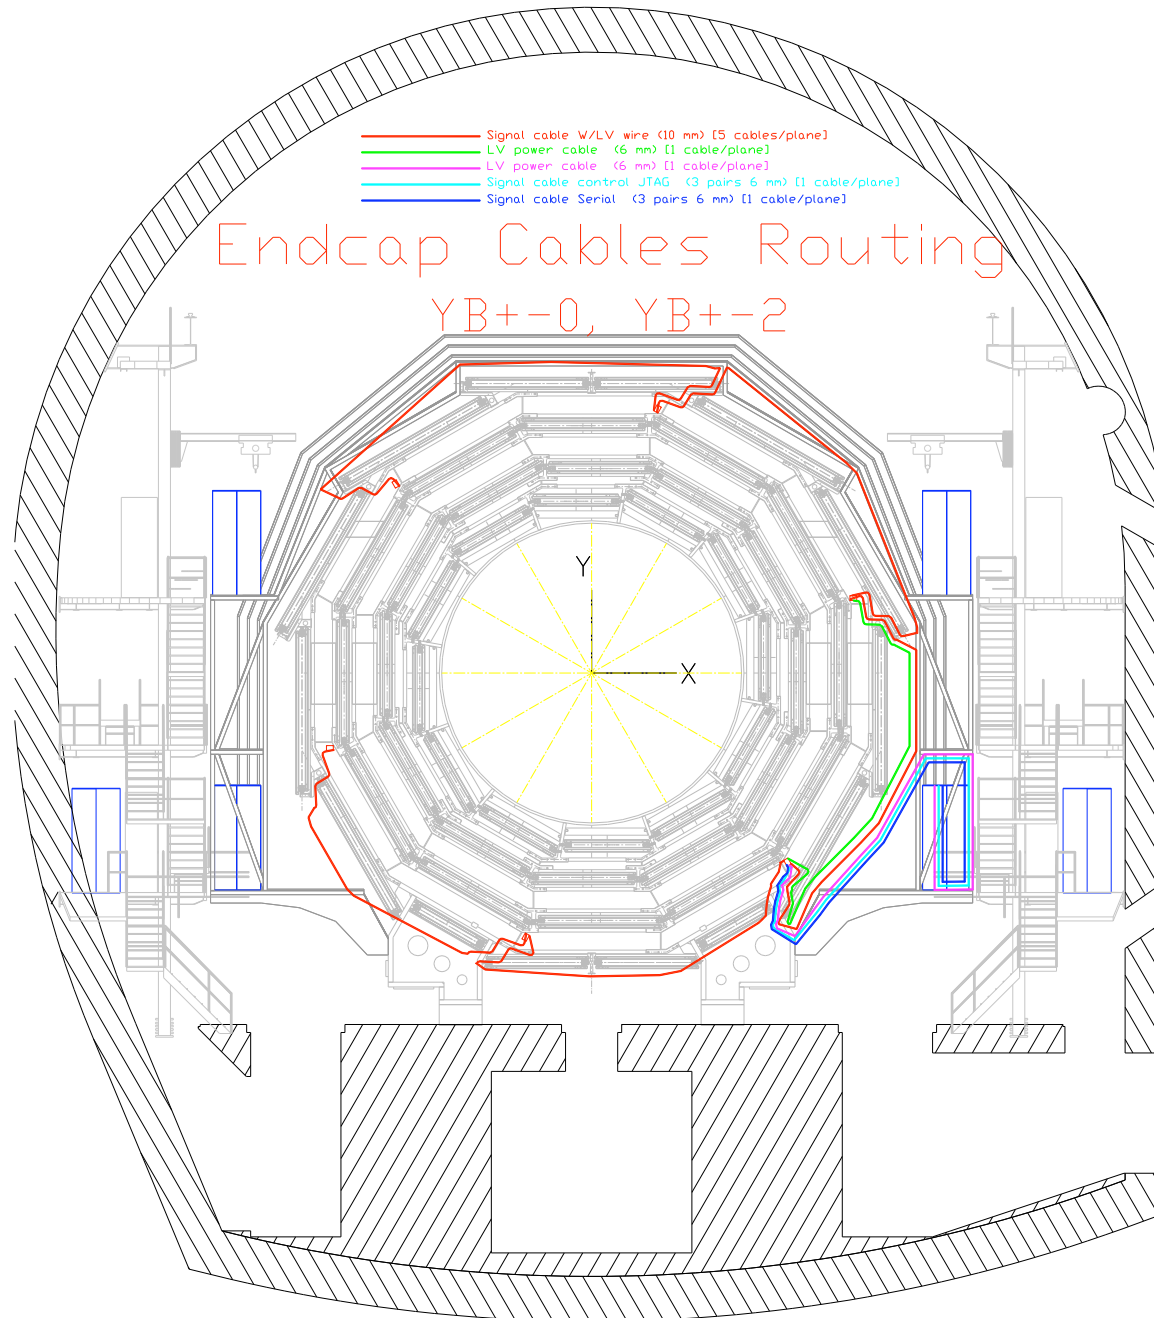 Signal cable W/LV wire (10 mm) [5 cables/plane]
LV power cable (6 mm) [1 cable/plane]
LV power cable (6 mm) [1 cable/plane]
Signal cable control JTAG (3 pairs 6 mm) [1 cable/plane]
Signal cable Serial (3 pairs 6 mm) [1 cable/plane]
Endcap Cables Routing
YB+-0, YB+-2
Y
X